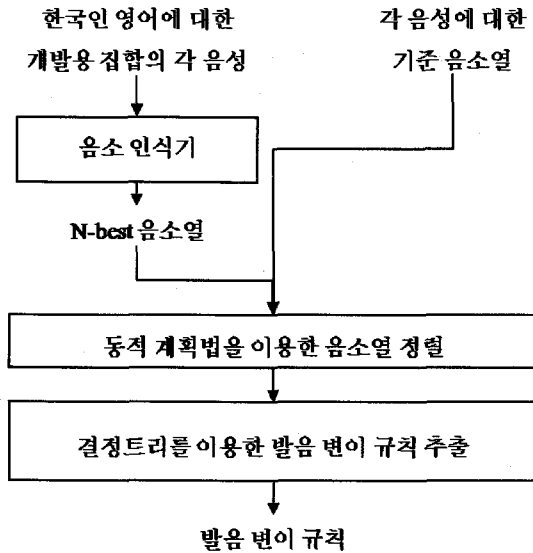 한국인 영어에 대한
개발용 집합의 각 음성
각 음성에 대한
기준 음소열
음소 인식기
N-best 음소열
동적 계획법을 이용한 음소열 정렬
결정트리를 이용한 발음 변이 규칙 추출
발음 변이 규칙